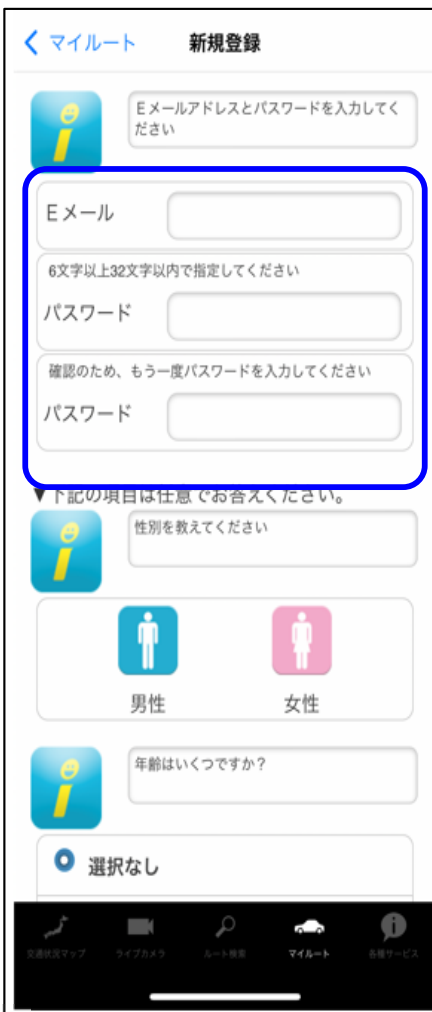 マイルート 新規登録
Eメールアドレスとパスワードを入力してく
ださい
Eメール
6文字以上32文字以内で指定してください
パスワード
確認のため、もう一度パスワードを入力してください
パスワード
▼下記の項目は任意でお答えください。
性別を教えてください
男性 女性
年齢はいくつですか?
選択なし
交通状況マップ ライブカメラ ルート検索 マイルート 各種サービス